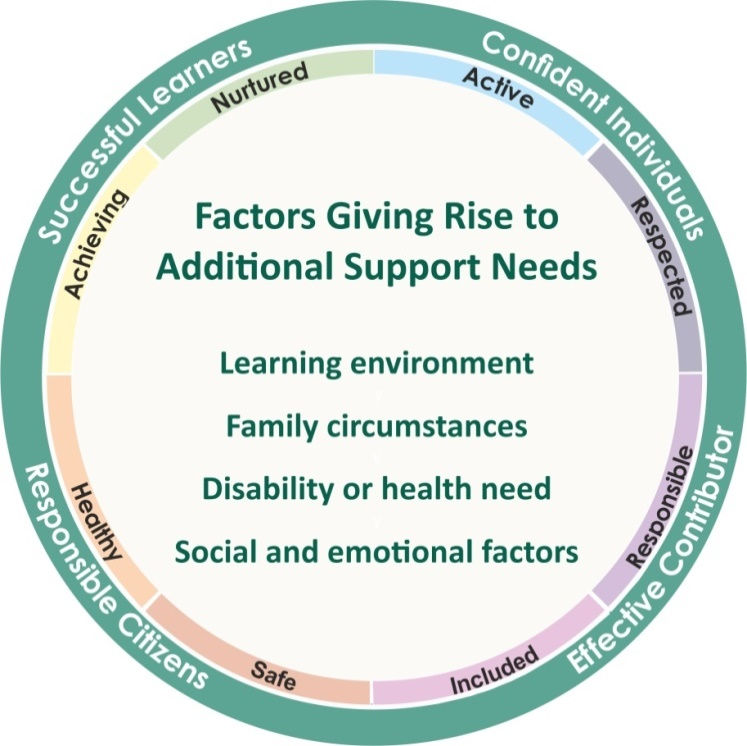 Successful Learners
Confident Individuals
Nurtured
Active
Achieving
Respected
Factors Giving Rise to
Additional Support Needs
Learning environment
Family circumstances
Disability or health need
Social and emotional factors
Healthy
Responsible
Safe
Included
Responsible Citizens
Effective Contributor